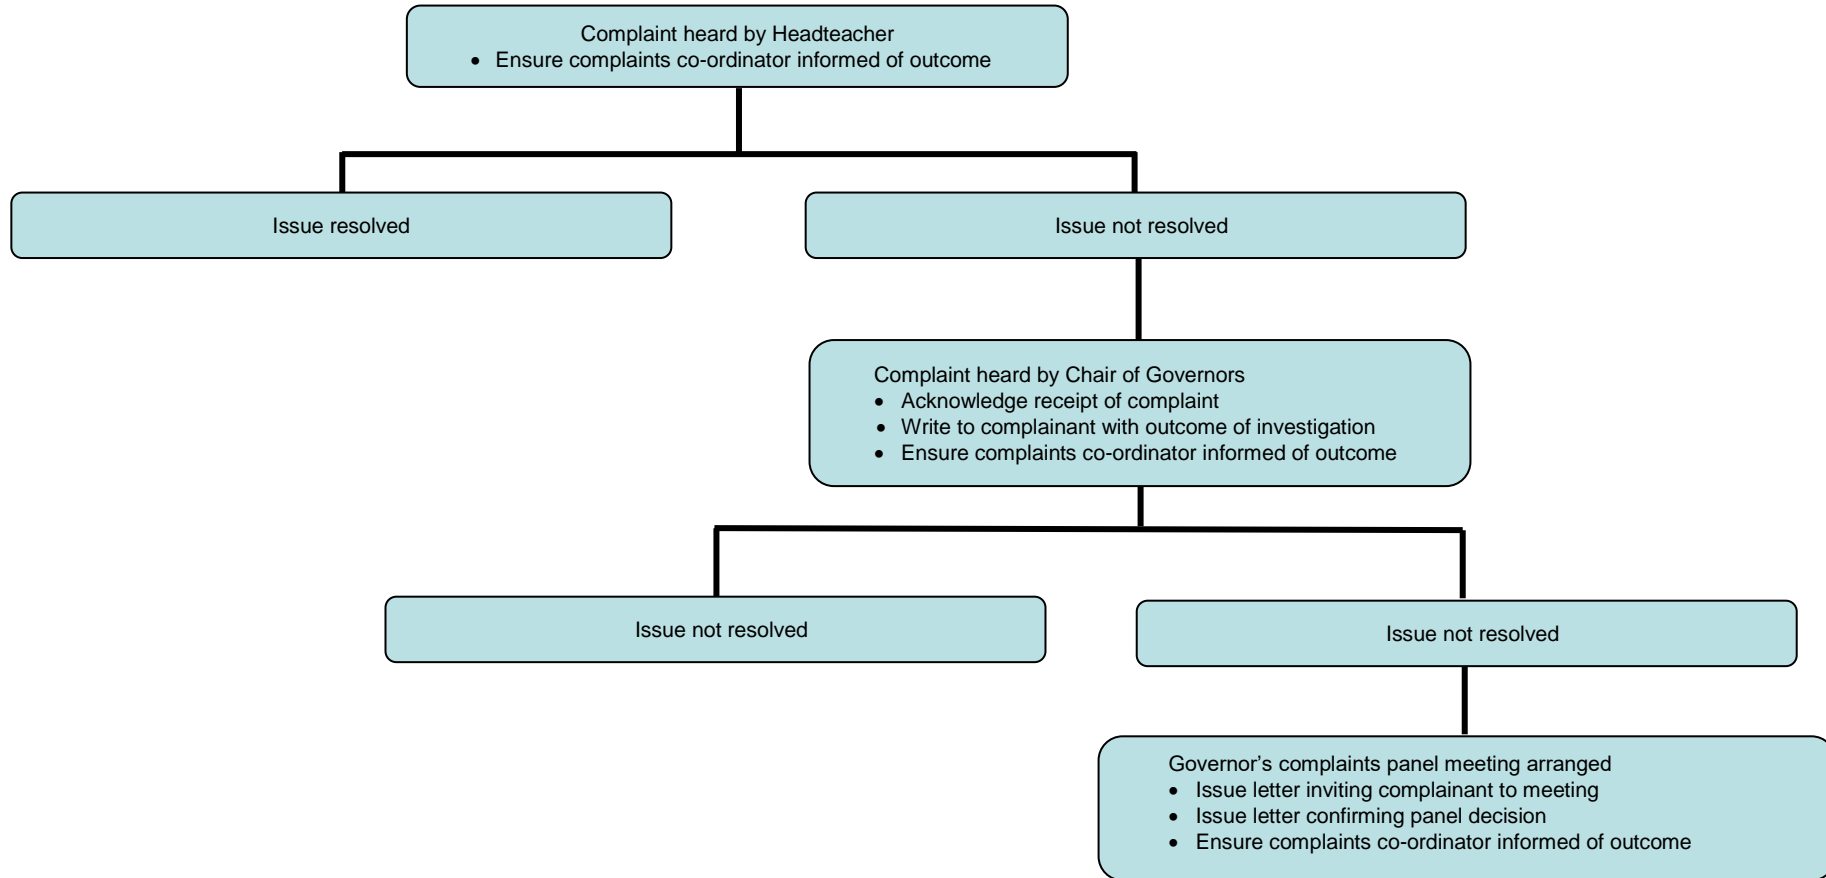 Complaint heard by Headteacher
• Ensure complaints co-ordinator informed of outcome
Issue resolved
Issue not resolved
Complaint heard by Chair of Governors
• Acknowledge receipt of complaint
• Write to complainant with outcome of investigation
• Ensure complaints co-ordinator informed of outcome
Issue not resolved
Issue not resolved
Governor’s complaints panel meeting arranged
• Issue letter inviting complainant to meeting
• Issue letter confirming panel decision
• Ensure complaints co-ordinator informed of outcome